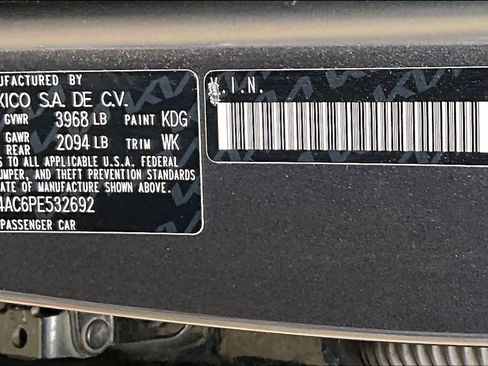 NUFACTURED BY
XICO S.A. DE C.V.
GVWR 3968 LB PAINT KDG
GAWR
REAR 2094 LB TRIM WK
S TO ALL APPLICABLE U.S.A. FEDERAL
UMPER, AND THEFT PREVENTION STANDARDS
ATE OF MANUFACTURE SHOWN ABOVE.
4AC6PE532692
PASSENGER CAR
V.I.N.